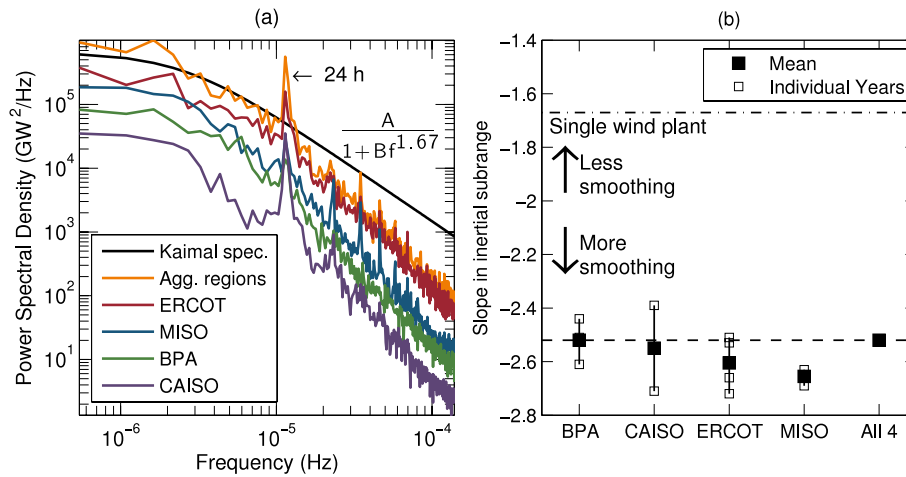 (a)
Power Spectral Density (GW²/Hz)
10⁵
10⁴
10³
10²
10¹
← 24 h
A
1+Bf^1.67
Kaimal spec.
Agg. regions
ERCOT
MISO
BPA
CAISO
10⁻⁶
10⁻⁵
10⁻⁴
Frequency (Hz)
(b)
Slope in inertial subrange
-1.4
-1.6
-1.8
-2
-2.2
-2.4
-2.6
-2.8
Mean
Individual Years
Single wind plant
Less
smoothing
More
smoothing
BPA
CAISO
ERCOT
MISO
All 4